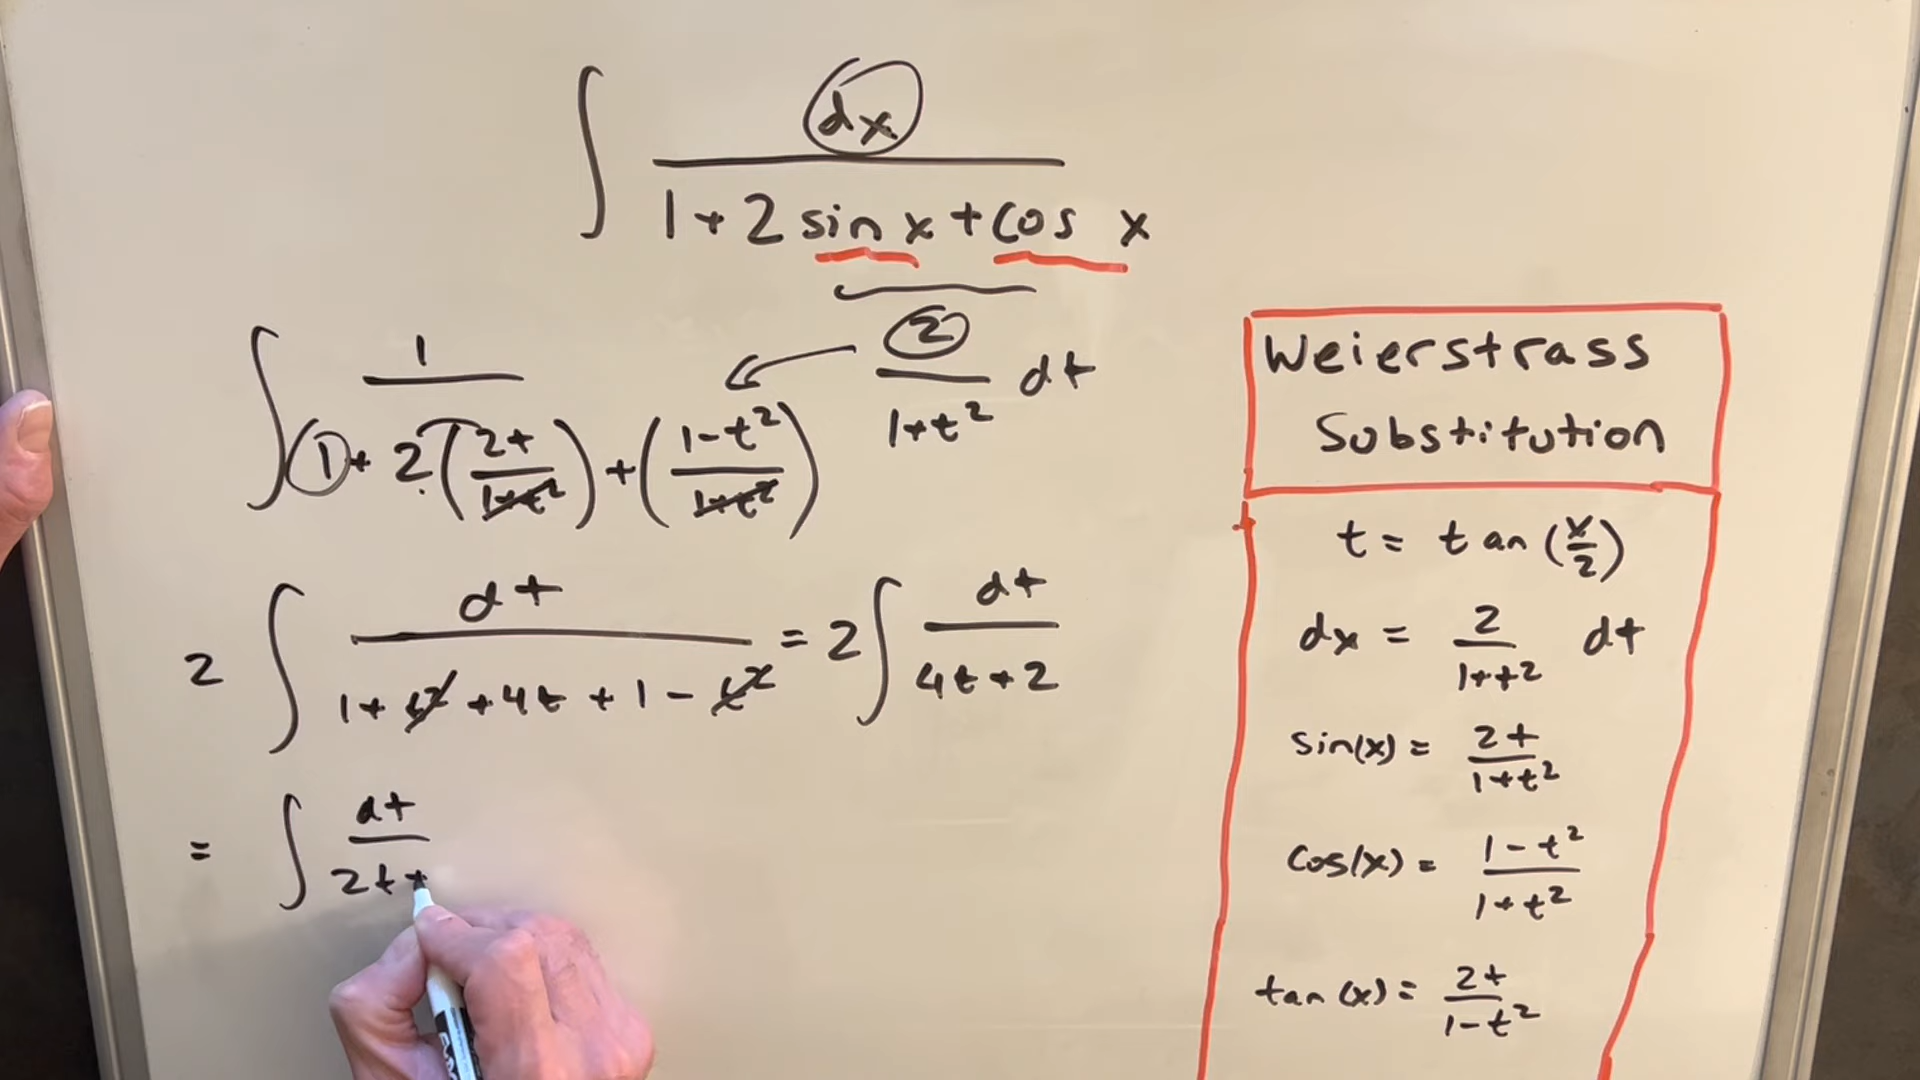 ∫ dx / (1 + 2 sin x + cos x)
∫ 1 / (1 + 2 (2t / (1+t²)) + ((1-t²) / (1+t²))) 2 / (1+t²) dt
2 ∫ dt / (1 + t² + 4t + 1 - t²) = 2 ∫ dt / (4t + 2)
= ∫ dt / (2t +
Weierstrass
Substitution
t = tan (x/2)
dx = 2 / (1+t²) dt
sin(x) = 2t / (1+t²)
cos(x) = (1-t²) / (1+t²)
tan(x) = 2t / (1-t²)